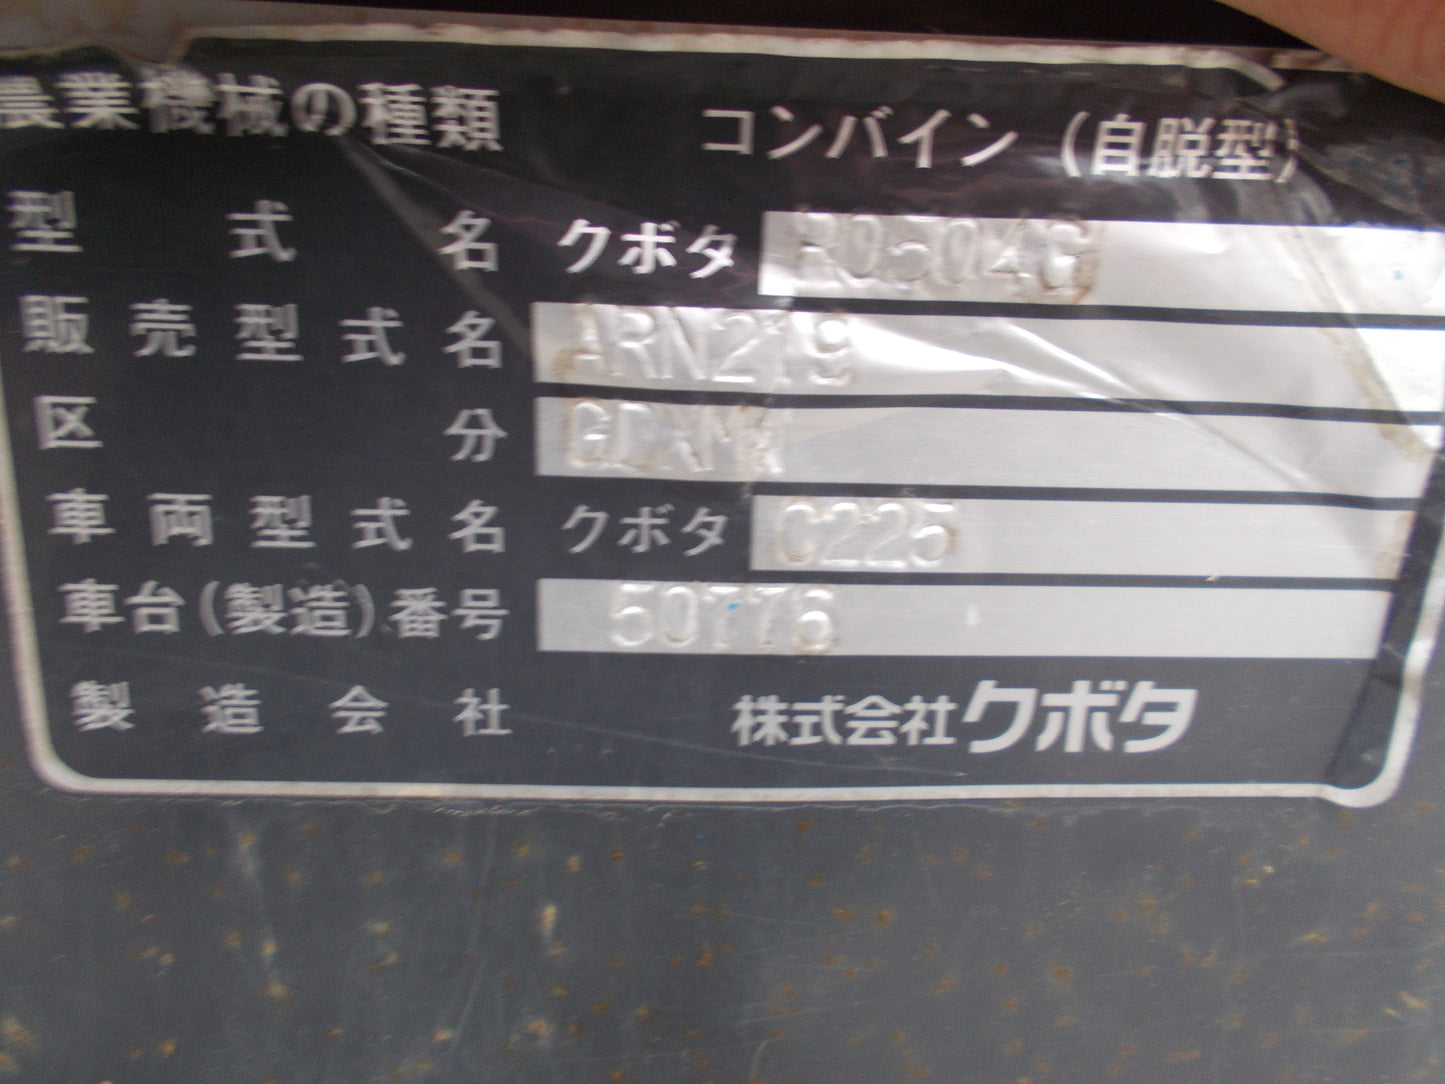 農業機械の種類 コンバイン(自脱型)
型式名 クボタ R0504G
販売型式名 ARN219
区分 GDXMW
車両型式名 クボタ C225
車台(製造)番号 50776
製造会社 株式会社クボタ